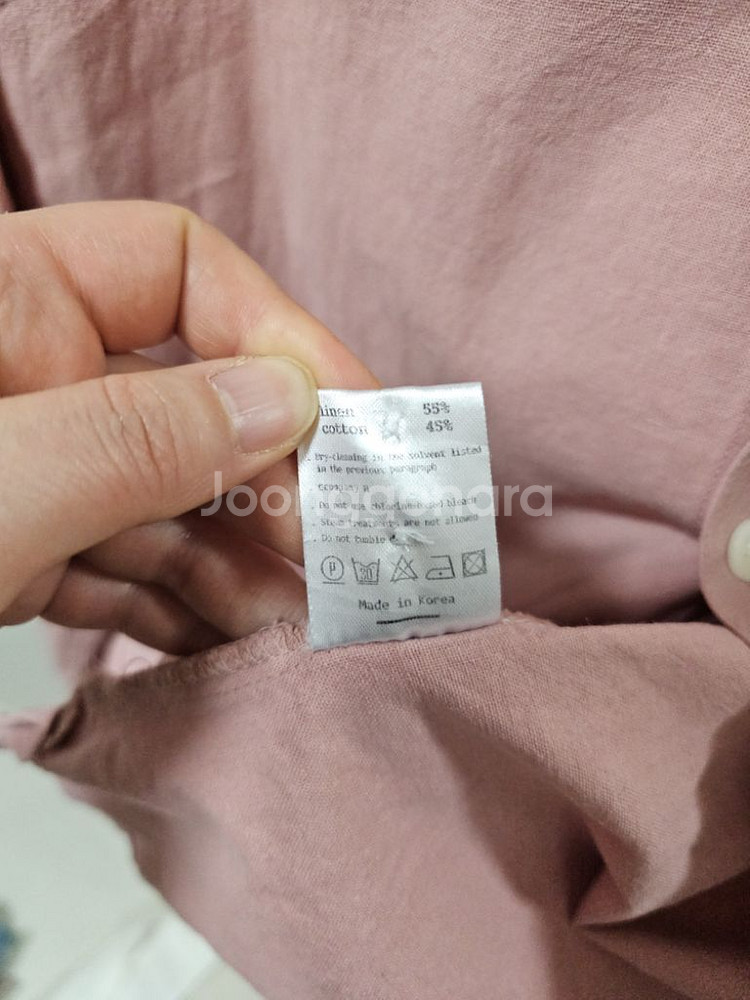 linen 55%
cotton 45%
. Dry-cleaning in the solvent listed
in the previous paragraph
. Do not use chlorine-based bleach
. Steam treatments are not allowed
. Do not tumble
P 30
Made in Korea
Joonggonara